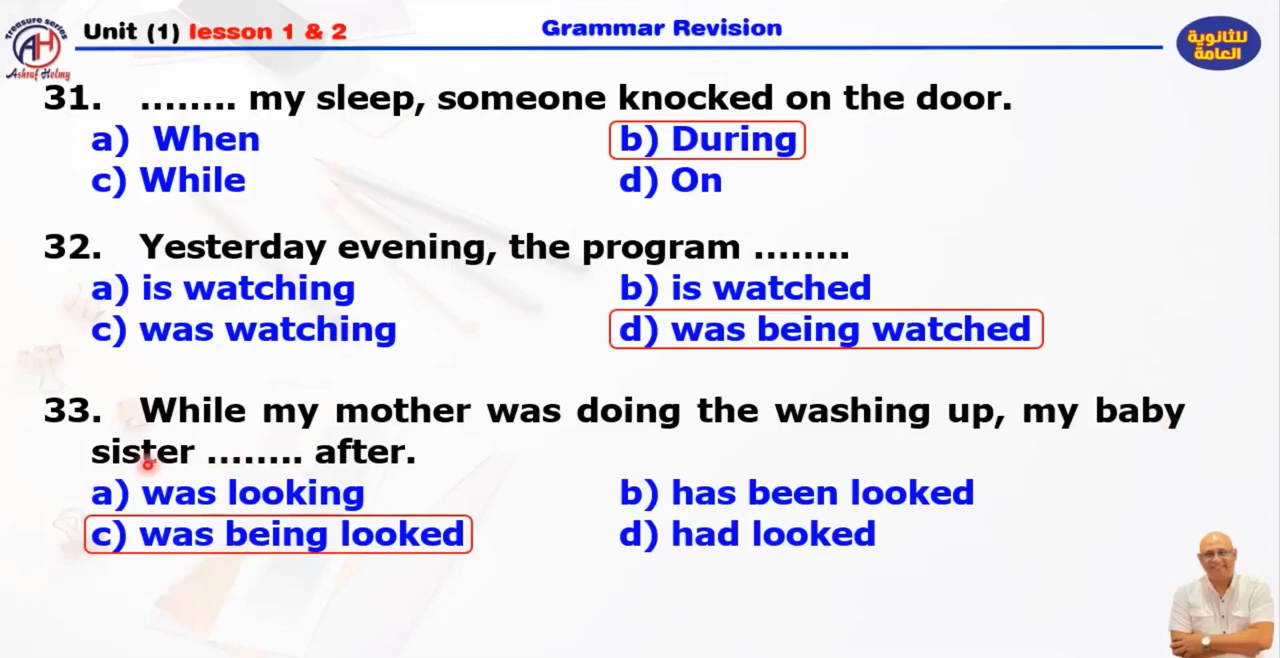 Treasure series
AH
Ashraf Helmy
Unit (1) lesson 1 & 2
Grammar Revision
للثانوية
العامة
31. ........ my sleep, someone knocked on the door.
a) When b) During
c) While d) On
32. Yesterday evening, the program ........
a) is watching b) is watched
c) was watching d) was being watched
33. While my mother was doing the washing up, my baby
sister ........ after.
a) was looking b) has been looked
c) was being looked d) had looked